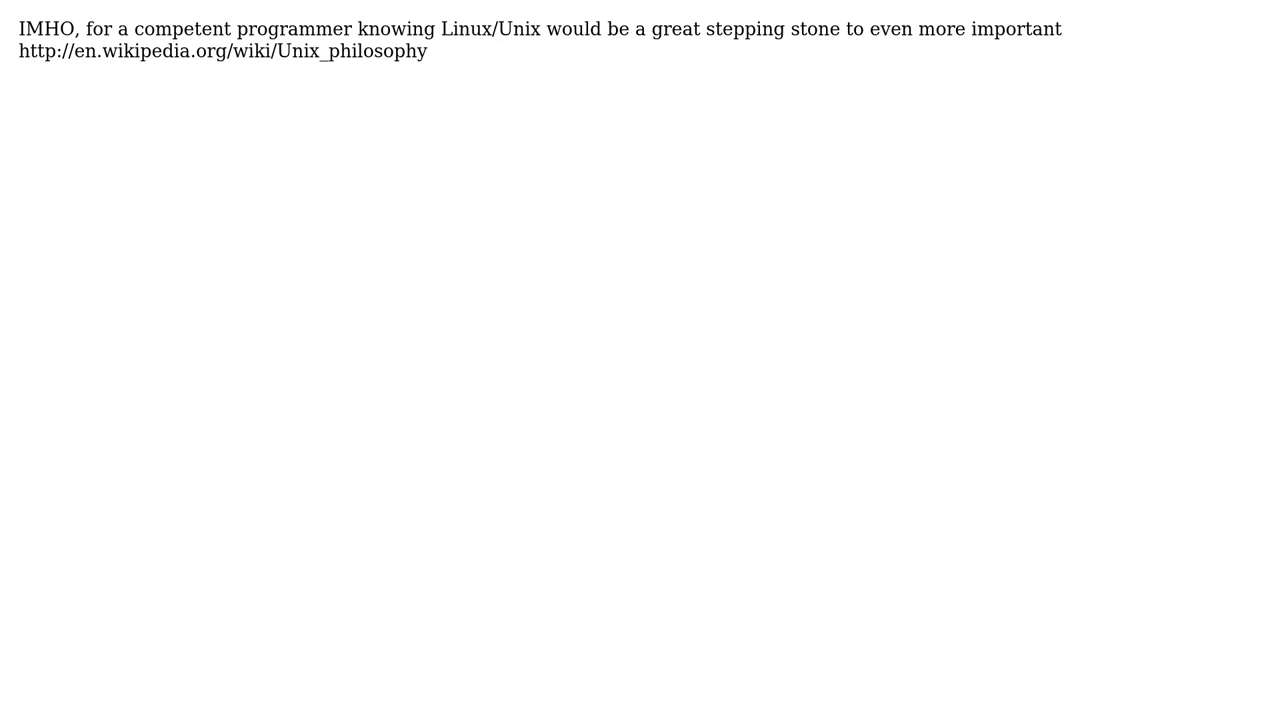 IMHO, for a competent programmer knowing Linux/Unix would be a great stepping stone to even more important
http://en.wikipedia.org/wiki/Unix_philosophy